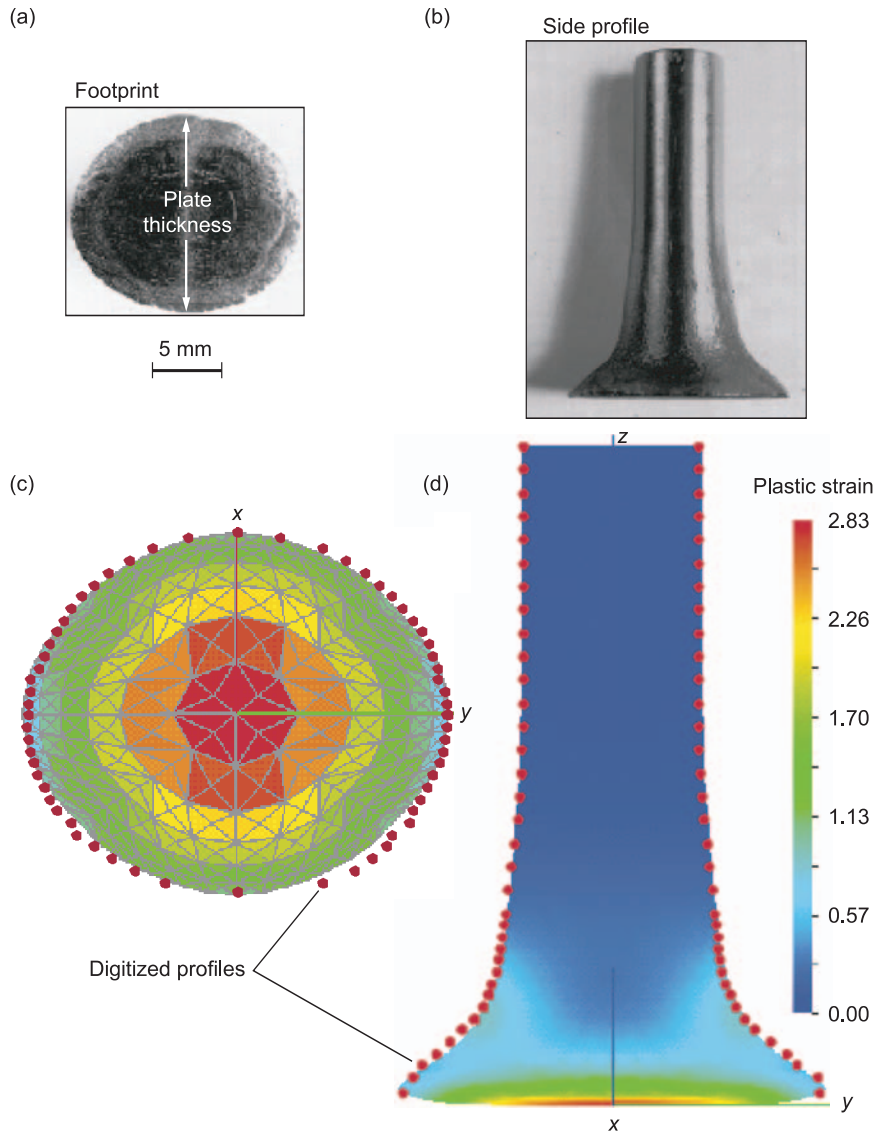 (a)
(b)
Side profile
Footprint
Plate
thickness
5 mm
(c)
(d)
z
x
Plastic strain
2.83
2.26
y
1.70
1.13
0.57
Digitized profiles
0.00
y
x